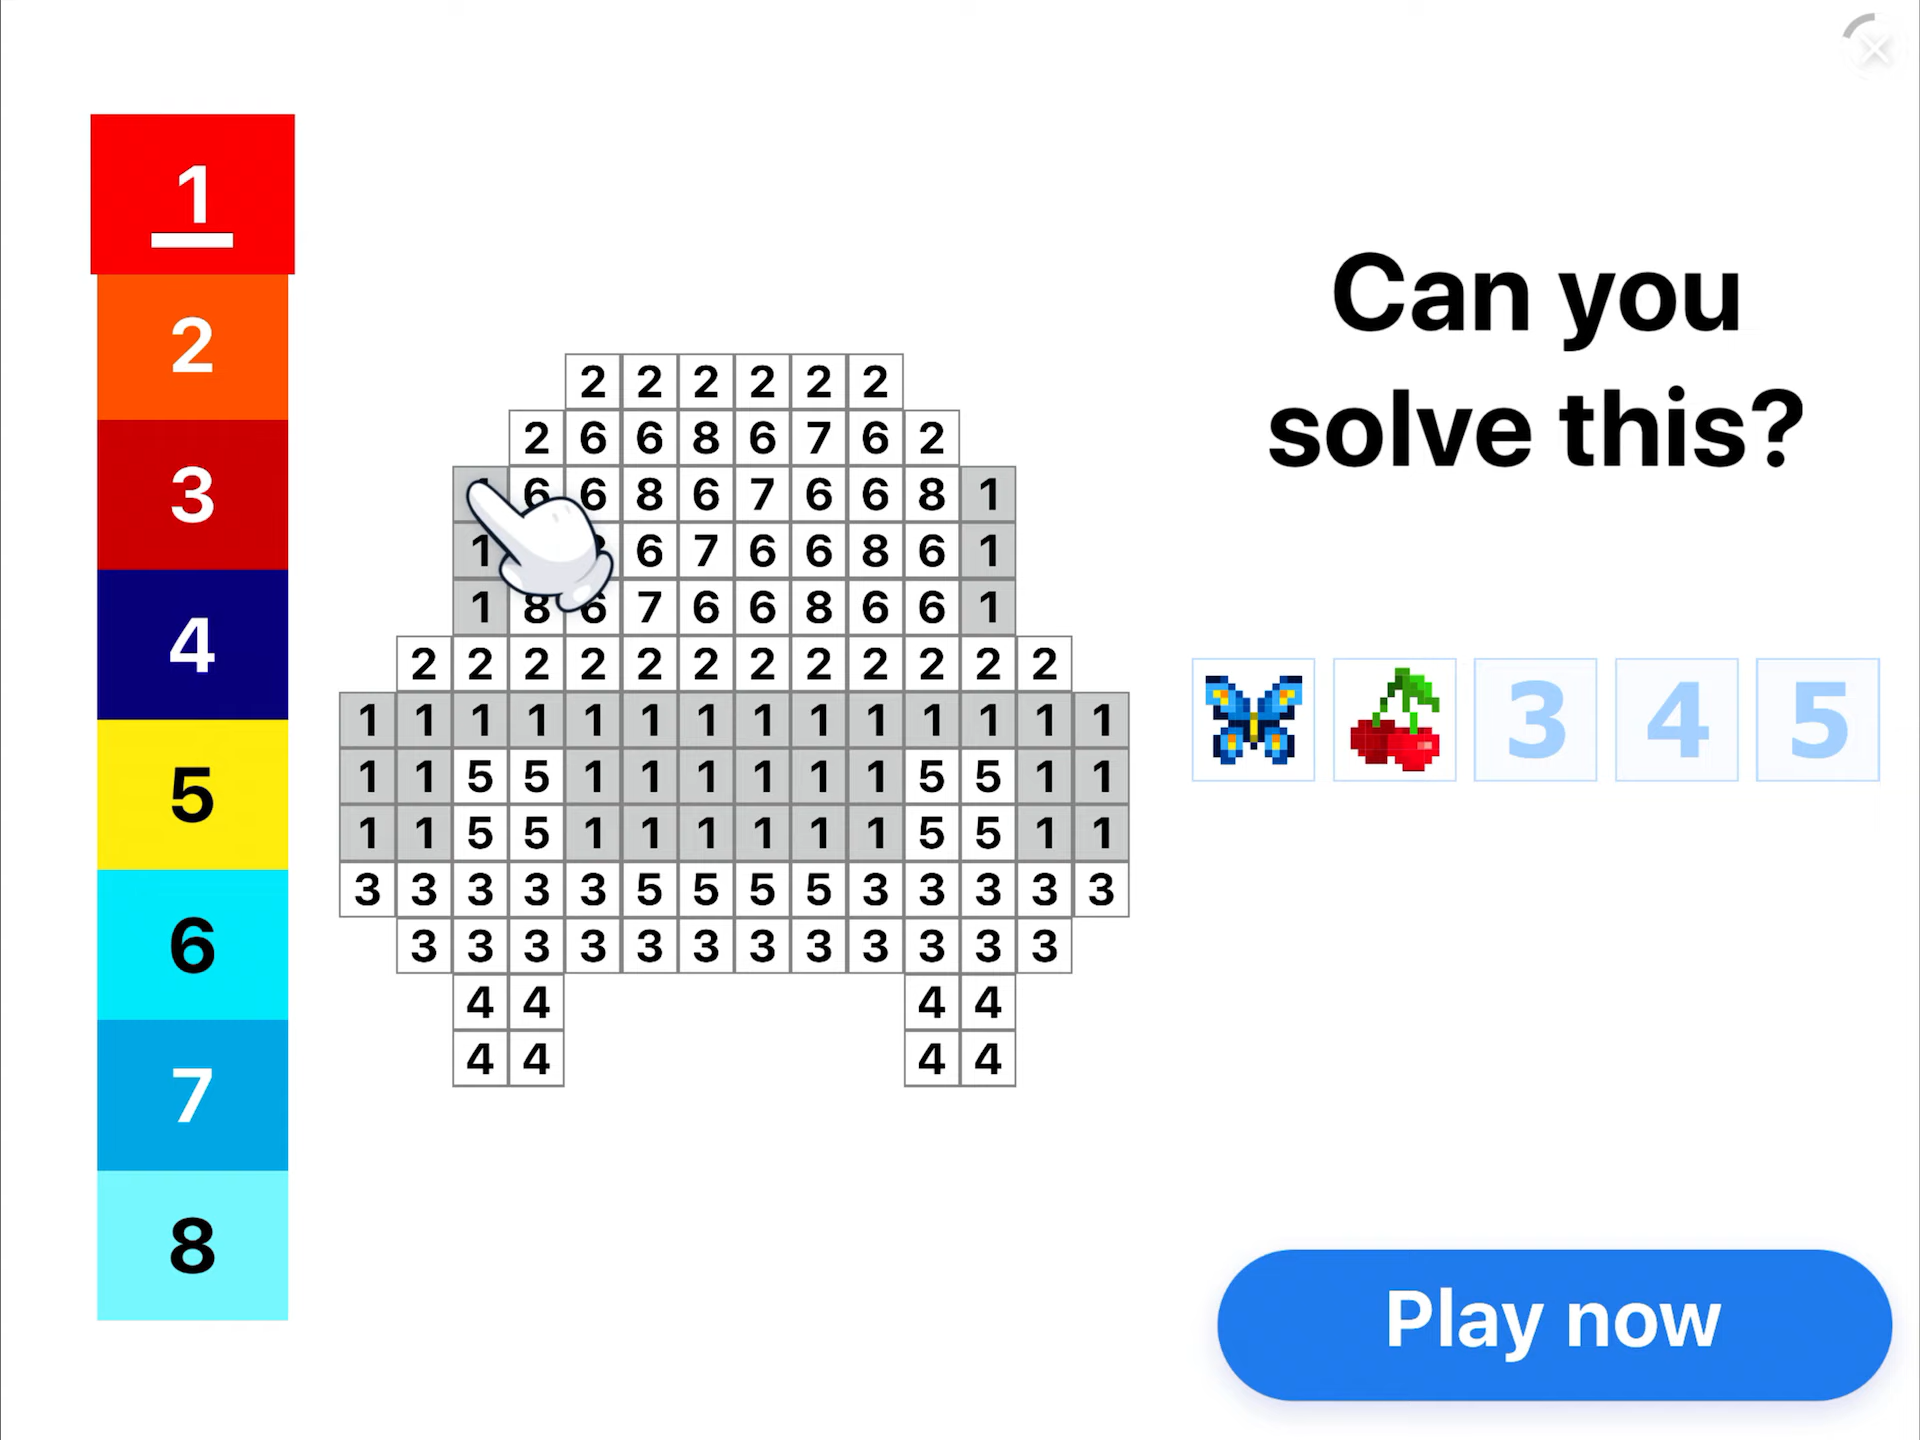 1
2
3
4
5
6
7
8
2 2 2 2 2 2
2 6 6 8 6 7 6 2
6 6 8 6 7 6 6 8 1
1 6 7 6 6 8 6 1
1 8 6 7 6 6 8 6 6 1
2 2 2 2 2 2 2 2 2 2 2 2
1 1 1 1 1 1 1 1 1 1 1 1 1 1
1 1 5 5 1 1 1 1 1 1 5 5 1 1
1 1 5 5 1 1 1 1 1 1 5 5 1 1
3 3 3 3 3 5 5 5 5 3 3 3 3 3
3 3 3 3 3 3 3 3 3 3 3 3
4 4 4 4
4 4 4 4
Can you
solve this?
3 4 5
Play now